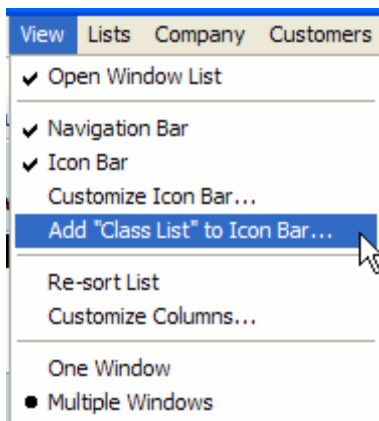 View Lists Company Customers
Open Window List
Navigation Bar
Icon Bar
Customize Icon Bar...
Add "Class List" to Icon Bar...
Re-sort List
Customize Columns...
One Window
Multiple Windows